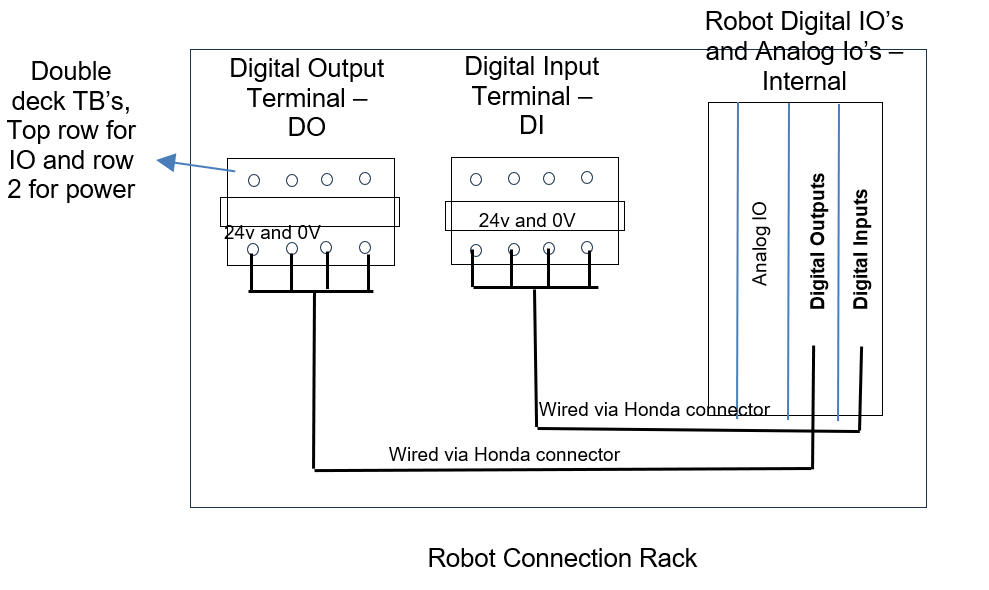 Robot Digital IO’s
and Analog Io’s –
Internal
Double
deck TB’s,
Top row for
IO and row
2 for power
Digital Output
Terminal –
DO
Digital Input
Terminal –
DI
24v and 0V
24v and 0V
Analog IO
Digital Outputs
Digital Inputs
Wired via Honda connector
Wired via Honda connector
Robot Connection Rack